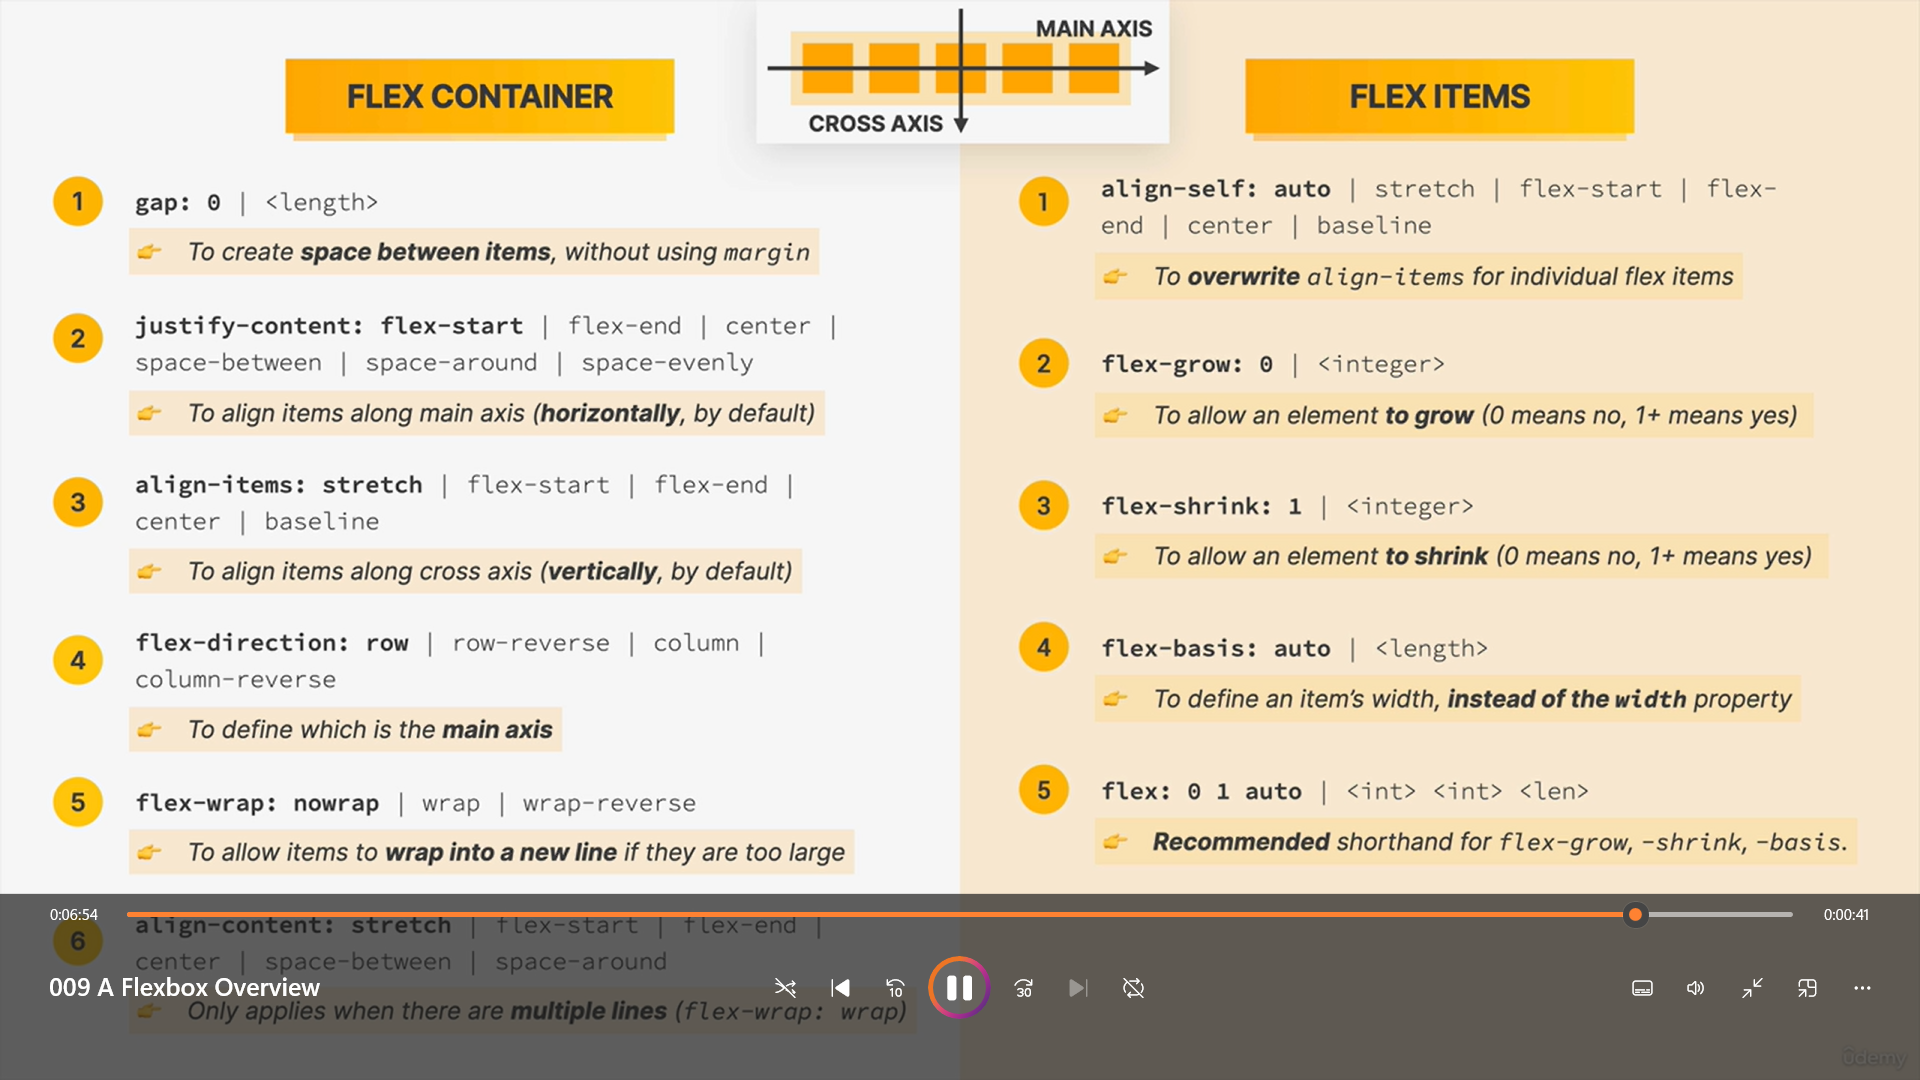 MAIN AXIS
CROSS AXIS
FLEX CONTAINER
1
gap: 0 | <length>
👉 To create space between items, without using margin
2
justify-content: flex-start | flex-end | center |
space-between | space-around | space-evenly
👉 To align items along main axis (horizontally, by default)
3
align-items: stretch | flex-start | flex-end |
center | baseline
👉 To align items along cross axis (vertically, by default)
4
flex-direction: row | row-reverse | column |
column-reverse
👉 To define which is the main axis
5
flex-wrap: nowrap | wrap | wrap-reverse
👉 To allow items to wrap into a new line if they are too large
6
align-content: stretch | flex-start | flex-end |
center | space-between | space-around
👉 Only applies when there are multiple lines (flex-wrap: wrap)
FLEX ITEMS
1
align-self: auto | stretch | flex-start | flex-
end | center | baseline
👉 To overwrite align-items for individual flex items
2
flex-grow: 0 | <integer>
👉 To allow an element to grow (0 means no, 1+ means yes)
3
flex-shrink: 1 | <integer>
👉 To allow an element to shrink (0 means no, 1+ means yes)
4
flex-basis: auto | <length>
👉 To define an item’s width, instead of the width property
5
flex: 0 1 auto | <int> <int> <len>
👉 Recommended shorthand for flex-grow, -shrink, -basis.
0:06:54
0:00:41
009 A Flexbox Overview
10
30
ûdemy